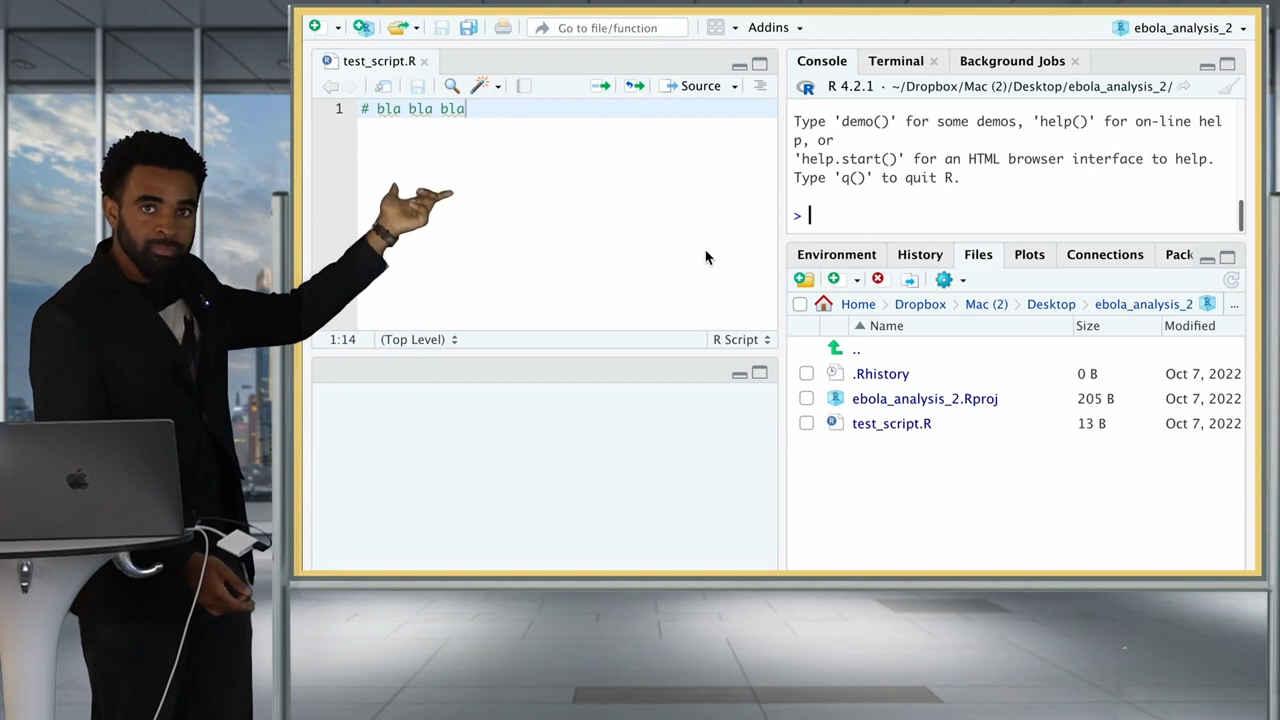 Go to file/function
Addins
ebola_analysis_2
test_script.R
Source
1
# bla bla bla
1:14
(Top Level)
R Script
Console
Terminal
Background Jobs
R 4.2.1 · ~/Dropbox/Mac (2)/Desktop/ebola_analysis_2/
Type 'demo()' for some demos, 'help()' for on-line hel
p, or
'help.start()' for an HTML browser interface to help.
Type 'q()' to quit R.
>
Environment
History
Files
Plots
Connections
Pack
Home
Dropbox
Mac (2)
Desktop
ebola_analysis_2
...
Name
Size
Modified
..
.Rhistory 0 B Oct 7, 2022
ebola_analysis_2.Rproj 205 B Oct 7, 2022
test_script.R 13 B Oct 7, 2022